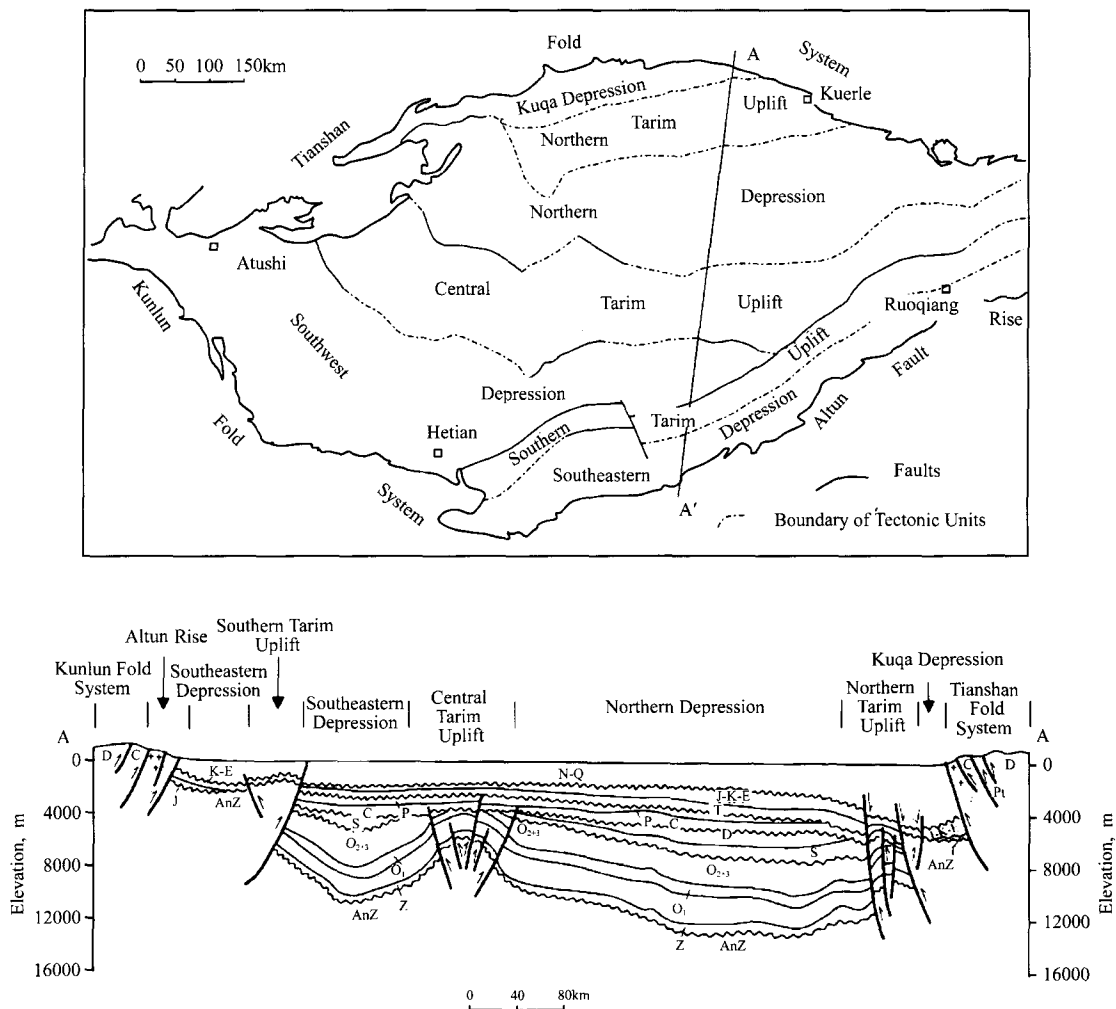 0 50 100 150km
Fold
System
A
Kuqa Depression
Uplift
Kuerle
Tianshan
Northern
Tarim
Northern
Depression
Atushi
Central
Tarim
Uplift
Ruoqiang
Rise
Kunlun
Southwest
Uplift
Fault
Depression
Altun
Depression
Tarim
Hetian
Southern
Fold
Southeastern
System
A'
Faults
Boundary of Tectonic Units
Altun Rise
Southern Tarim
Uplift
Kunlun Fold
System
Southeastern
Depression
Southeastern
Depression
Central
Tarim
Uplift
Northern Depression
Northern
Tarim
Uplift
Kuqa Depression
Tianshan
Fold
System
A
A
0
4000
8000
12000
16000
Elevation, m
D
C
K-E
J
AnZ
N-Q
J-K-E
T
P
C
P
C
D
S
S
O2+3
O2+3
O2+3
O1
O1
Z
AnZ
Z
AnZ
AnZ
C
D
Pt
0
4000
8000
12000
16000
Elevation, m
0 40 80km